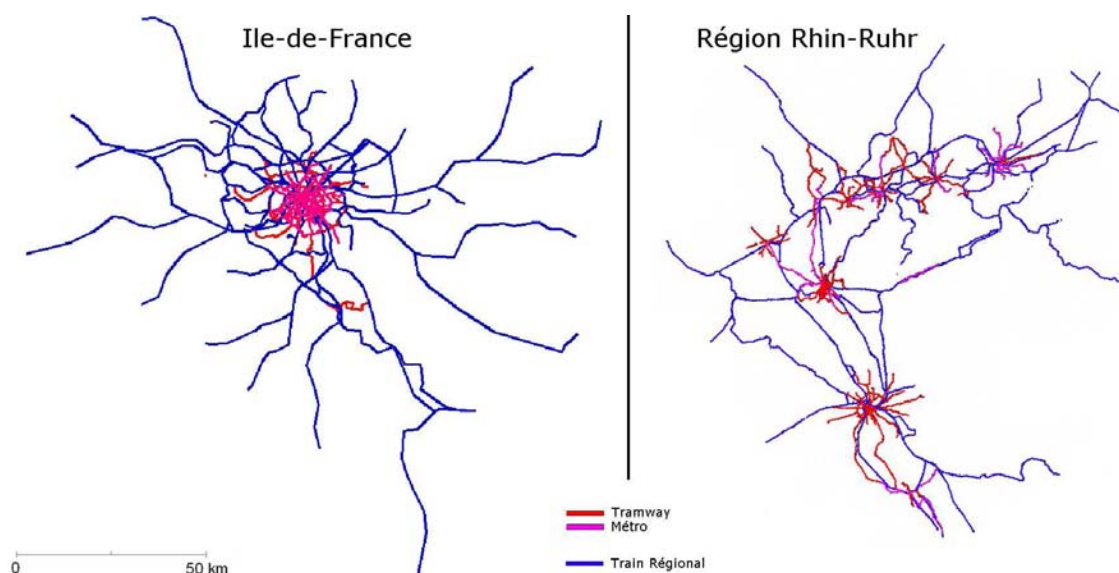 Ile-de-France
Région Rhin-Ruhr
Tramway
Métro
Train Régional
0
50 km